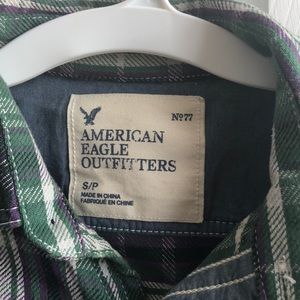 Nº77
AMERICAN
EAGLE
OUTFITTERS
S/P
MADE IN CHINA
FABRIQUÉ EN CHINE